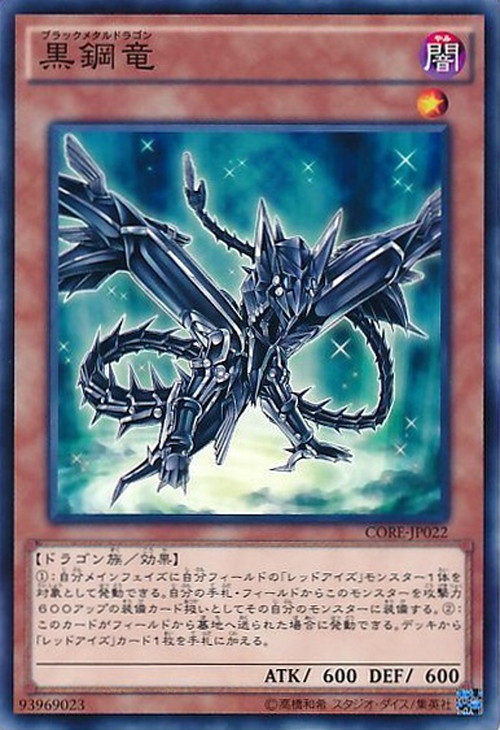 ブラックメタルドラゴン
黒鋼竜
やみ
闇
CORE-JP022
【ドラゴン族／効果】
①：自分メインフェイズに自分フィールドの「レッドアイズ」モンスター１体を
対象として発動できる。自分の手札・フィールドからこのモンスターを攻撃力
６００アップの装備カード扱いとしてその自分のモンスターに装備する。②：
このカードがフィールドから墓地へ送られた場合に発動できる。デッキから
「レッドアイズ」カード１枚を手札に加える。
ATK/ 600 DEF/ 600
93969023
©高橋和希 スタジオ・ダイス/集英社